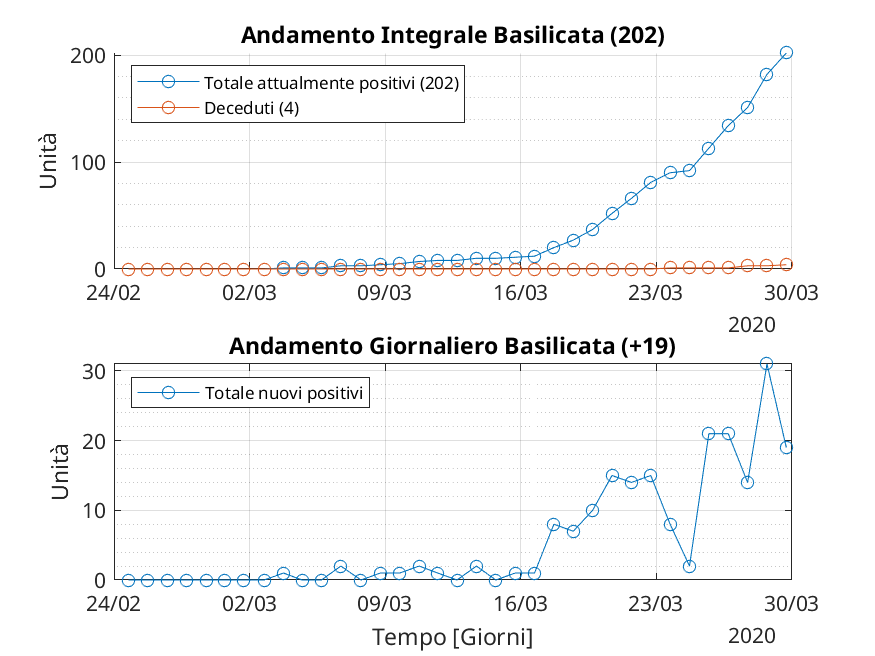 Andamento Integrale Basilicata (202)
200
Totale attualmente positivi (202)
Deceduti (4)
Unità
100
0
24/02 02/03 09/03 16/03 23/03 30/03
2020
Andamento Giornaliero Basilicata (+19)
30
Totale nuovi positivi
Unità
20
10
0
24/02 02/03 09/03 16/03 23/03 30/03
Tempo [Giorni]
2020